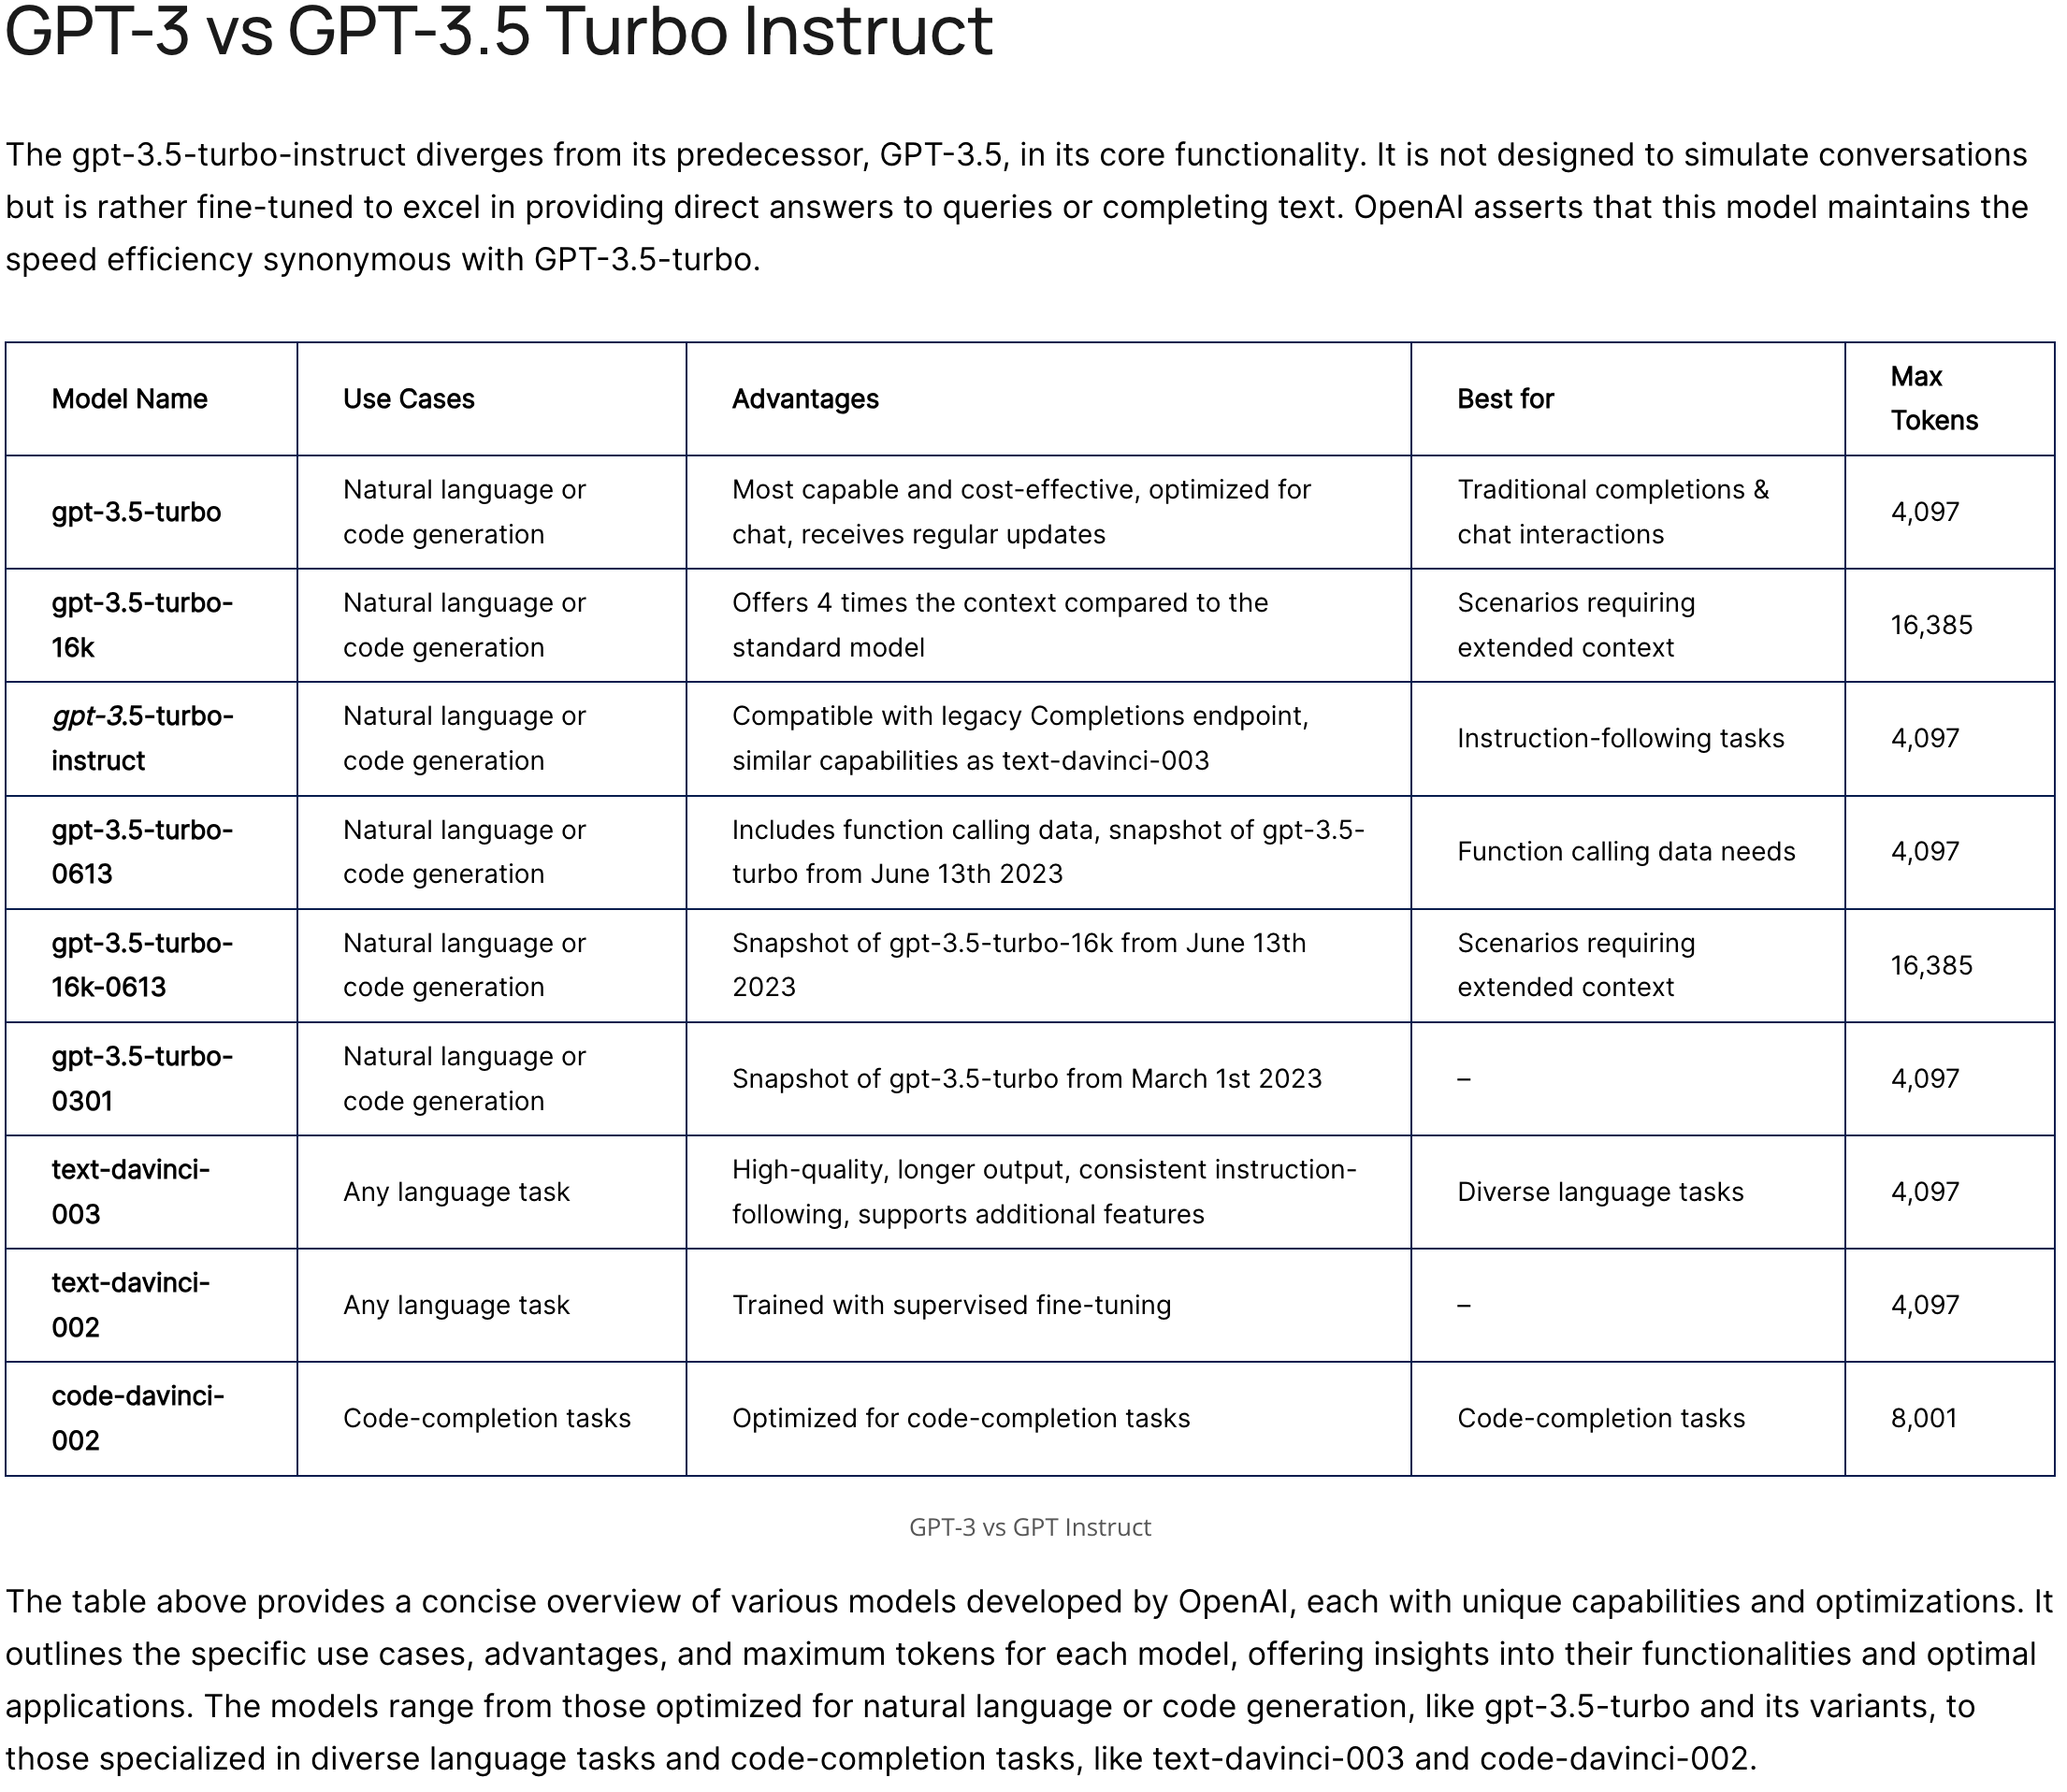 GPT-3 vs GPT-3.5 Turbo Instruct
The gpt-3.5-turbo-instruct diverges from its predecessor, GPT-3.5, in its core functionality. It is not designed to simulate conversations
but is rather fine-tuned to excel in providing direct answers to queries or completing text. OpenAI asserts that this model maintains the
speed efficiency synonymous with GPT-3.5-turbo.
Model Name
Use Cases
Advantages
Best for
Max
Tokens
gpt-3.5-turbo
Natural language or
code generation
Most capable and cost-effective, optimized for
chat, receives regular updates
Traditional completions &
chat interactions
4,097
gpt-3.5-turbo-
16k
Natural language or
code generation
Offers 4 times the context compared to the
standard model
Scenarios requiring
extended context
16,385
gpt-3.5-turbo-
instruct
Natural language or
code generation
Compatible with legacy Completions endpoint,
similar capabilities as text-davinci-003
Instruction-following tasks
4,097
gpt-3.5-turbo-
0613
Natural language or
code generation
Includes function calling data, snapshot of gpt-3.5-
turbo from June 13th 2023
Function calling data needs
4,097
gpt-3.5-turbo-
16k-0613
Natural language or
code generation
Snapshot of gpt-3.5-turbo-16k from June 13th
2023
Scenarios requiring
extended context
16,385
gpt-3.5-turbo-
0301
Natural language or
code generation
Snapshot of gpt-3.5-turbo from March 1st 2023
–
4,097
text-davinci-
003
Any language task
High-quality, longer output, consistent instruction-
following, supports additional features
Diverse language tasks
4,097
text-davinci-
002
Any language task
Trained with supervised fine-tuning
–
4,097
code-davinci-
002
Code-completion tasks
Optimized for code-completion tasks
Code-completion tasks
8,001
GPT-3 vs GPT Instruct
The table above provides a concise overview of various models developed by OpenAI, each with unique capabilities and optimizations. It
outlines the specific use cases, advantages, and maximum tokens for each model, offering insights into their functionalities and optimal
applications. The models range from those optimized for natural language or code generation, like gpt-3.5-turbo and its variants, to
those specialized in diverse language tasks and code-completion tasks, like text-davinci-003 and code-davinci-002.